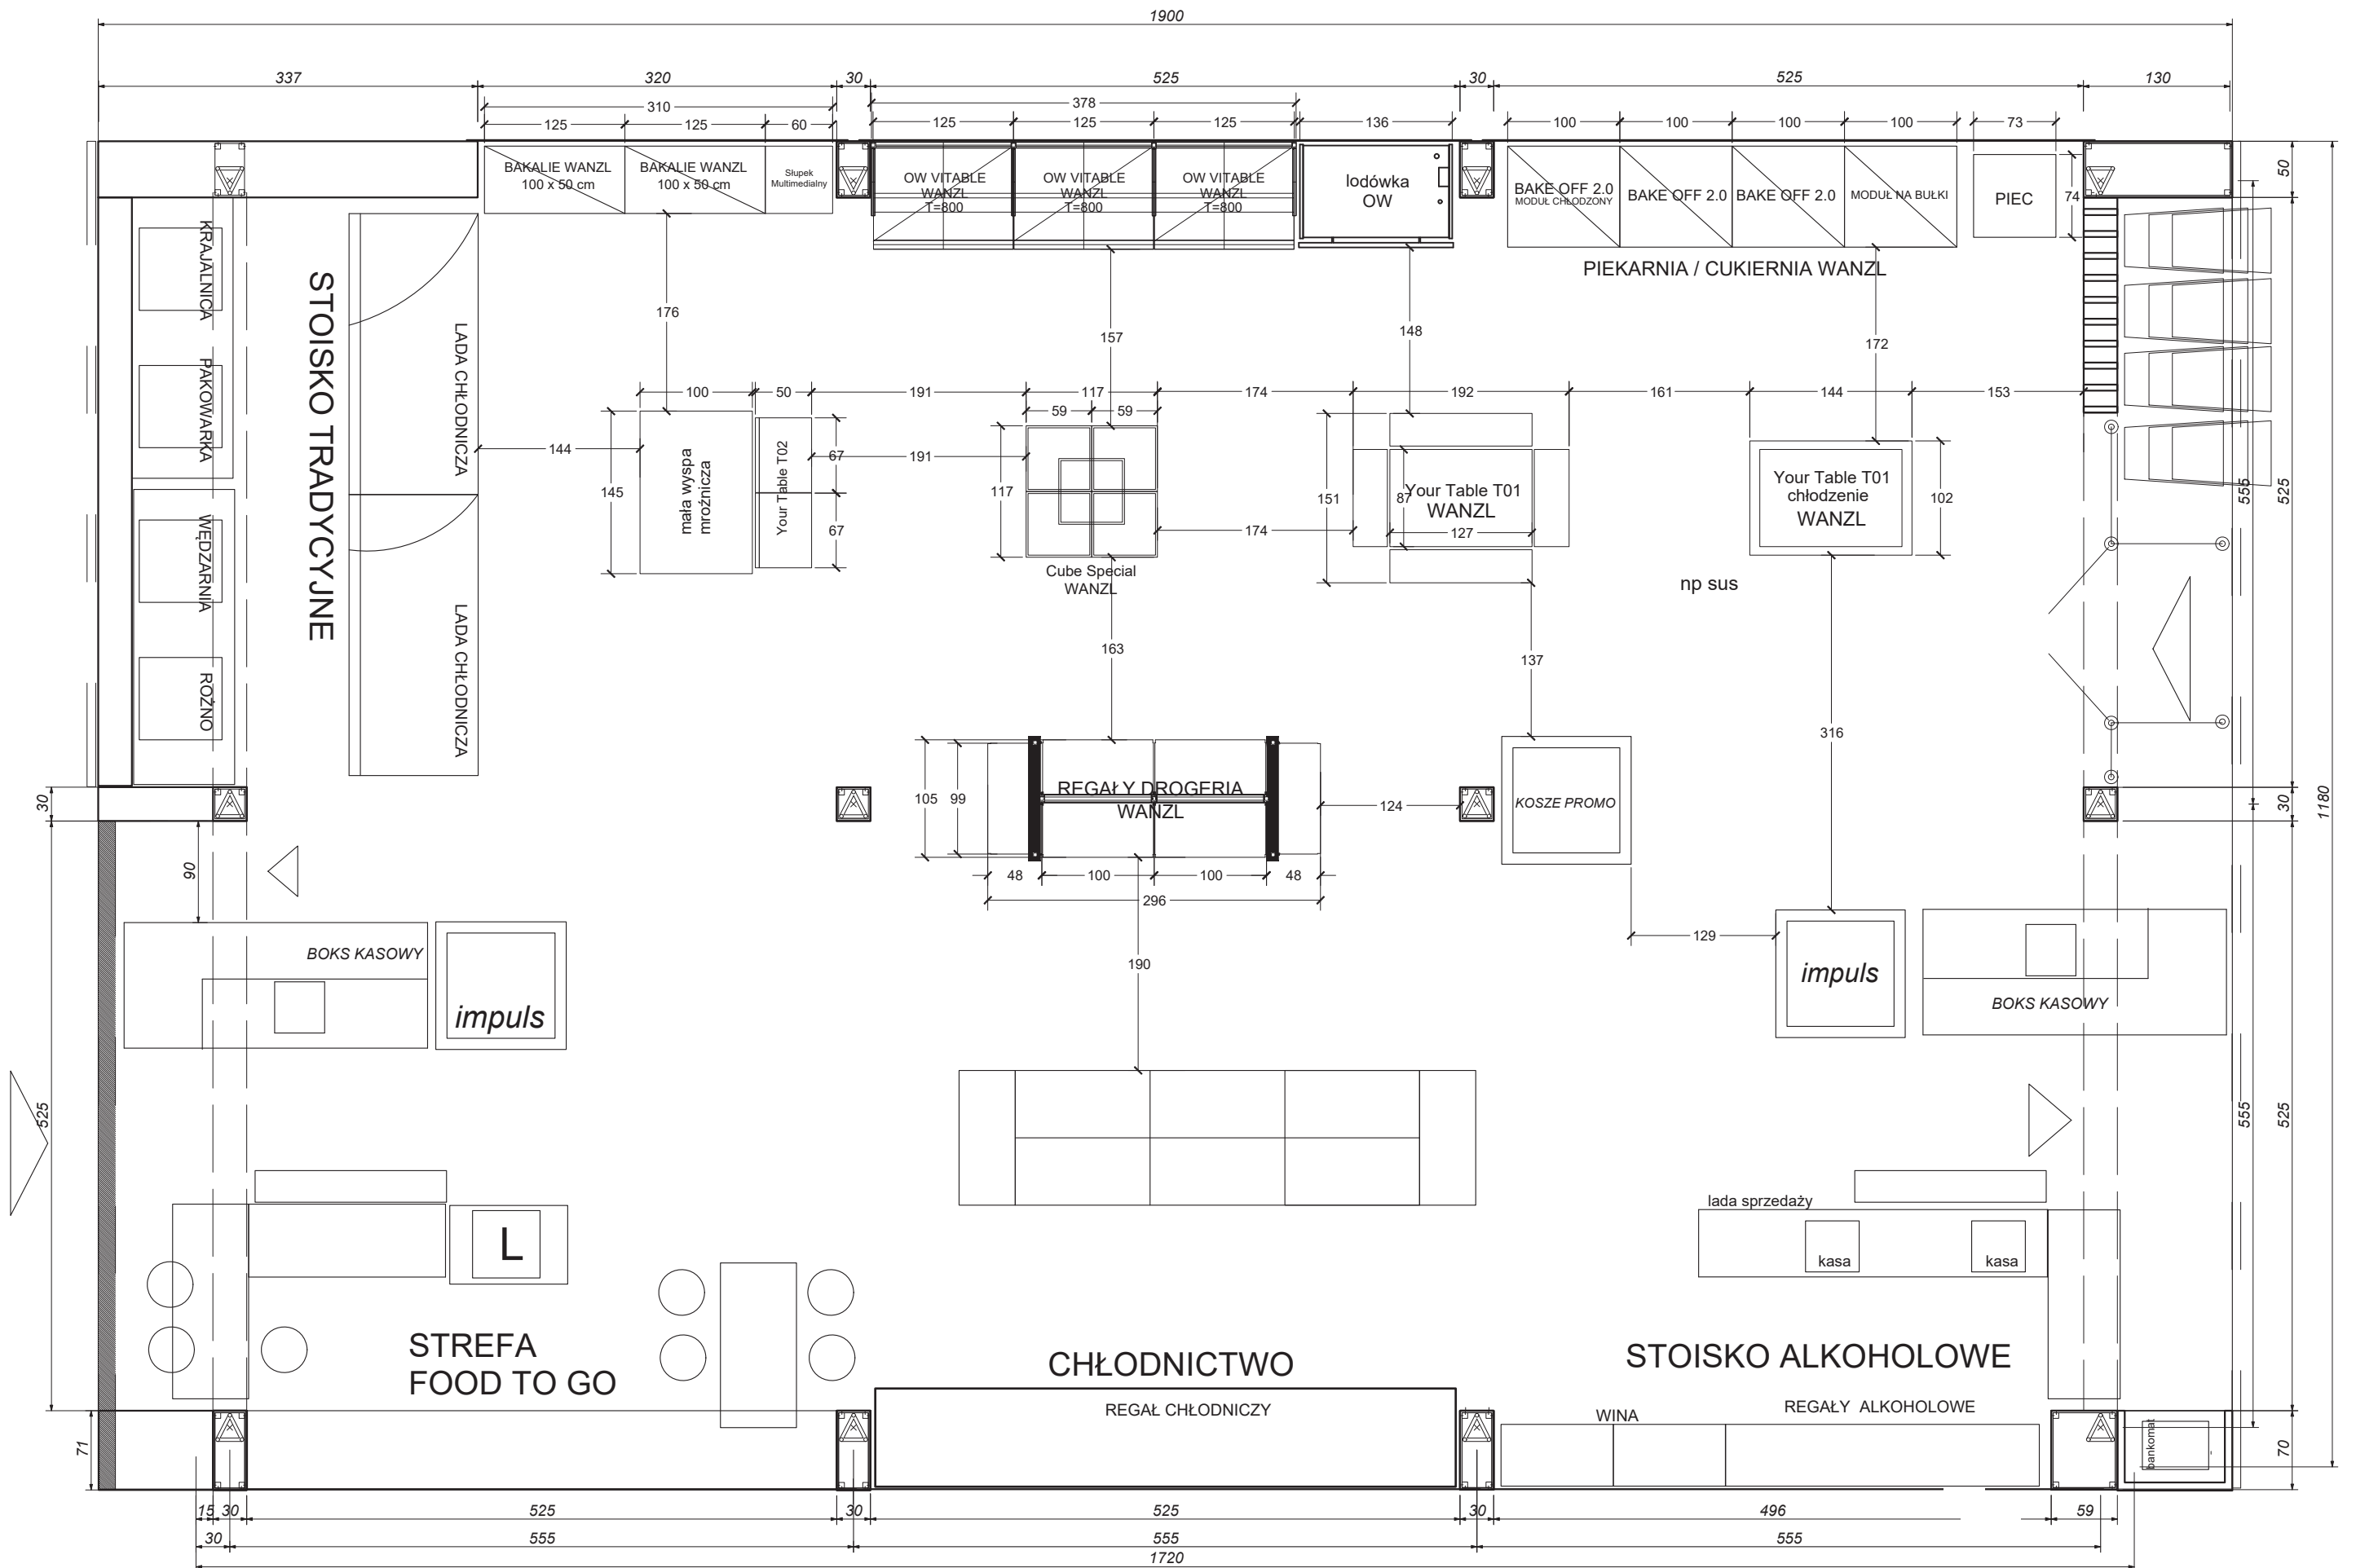 1900
337
320
30
525
30
525
130
310
378
125
125
60
125
125
125
136
100
100
100
100
73
BAKALIE WANZL
100 x 50 cm
BAKALIE WANZL
100 x 50 cm
Słupek
Multimedialny
OW VITABLE
WANZL
T=800
OW VITABLE
WANZL
T=800
OW VITABLE
WANZL
T=800
lodówka
OW
BAKE OFF 2.0
MODUŁ CHŁODZONY
BAKE OFF 2.0
BAKE OFF 2.0
MODUŁ NA BUŁKI
PIEC
74
50
PIEKARNIA / CUKIERNIA WANZL
KRAJALNICA
PAKOWARKA
WĘDZARNIA
ROŻNO
STOISKO TRADYCYJNE
LADA CHŁODNICZA
LADA CHŁODNICZA
176
157
148
172
100
50
191
117
174
192
161
144
153
59
59
144
145
mała wyspa
mroźnicza
Your Table T02
67
67
191
117
Cube Special
WANZL
174
151
87
Your Table T01
WANZL
127
Your Table T01
chłodzenie
WANZL
102
555
525
np sus
163
137
316
105
99
REGAŁY DROGERIA
WANZL
124
KOSZE PROMO
48
100
100
48
296
30
30
1180
90
BOKS KASOWY
impuls
190
129
impuls
BOKS KASOWY
525
555
525
L
lada sprzedaży
kasa
kasa
STREFA
FOOD TO GO
CHŁODNICTWO
REGAŁ CHŁODNICZY
STOISKO ALKOHOLOWE
WINA
REGAŁY ALKOHOLOWE
bankomat
71
70
15
30
525
30
525
30
496
59
30
555
555
555
1720